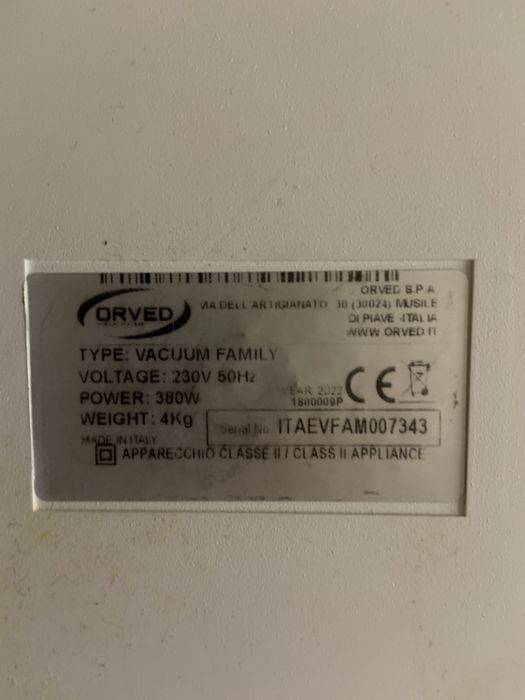 ORVED
ORVED S.P.A
VIA DELL'ARTIGIANATO, 30 (30024) MUSILE
DI PIAVE -ITALIA
WWW ORVED.IT
TYPE: VACUUM FAMILY
VOLTAGE: 230V 50Hz
POWER: 380W
YEAR 2022
1800009P
CE
WEIGHT: 4Kg
Serial No. ITAEVFAM007343
MADE IN ITALY
APPARECCHIO CLASSE II / CLASS II APPLIANCE